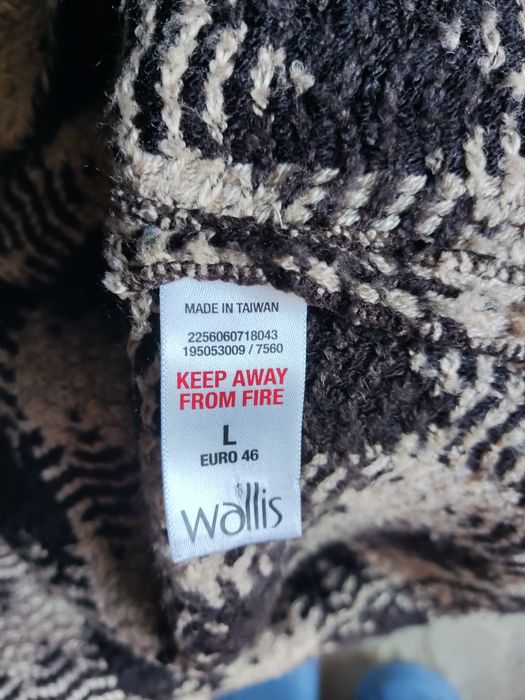 MADE IN TAIWAN
2256060718043
195053009 / 7560
KEEP AWAY
FROM FIRE
L
EURO 46
wallis